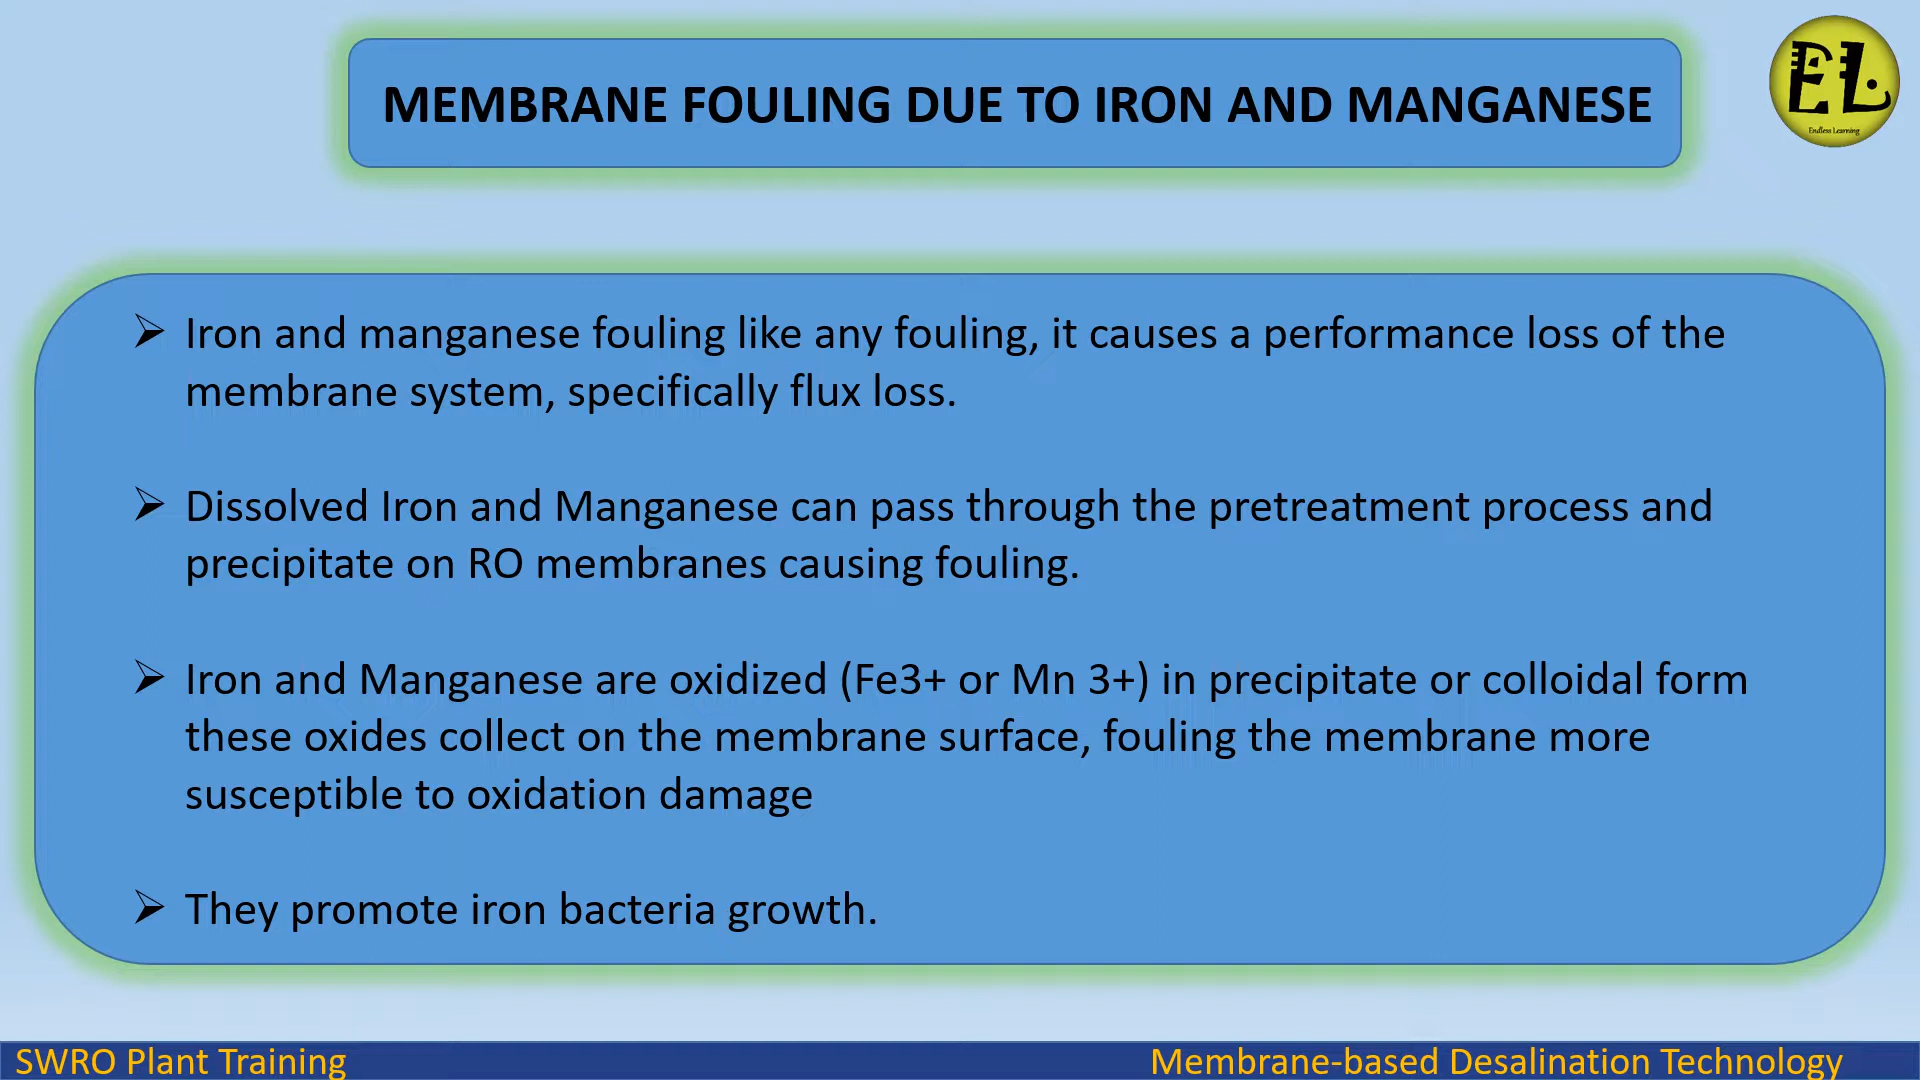 MEMBRANE FOULING DUE TO IRON AND MANGANESE
EL
Endless Learning
➢ Iron and manganese fouling like any fouling, it causes a performance loss of the
membrane system, specifically flux loss.
➢ Dissolved Iron and Manganese can pass through the pretreatment process and
precipitate on RO membranes causing fouling.
➢ Iron and Manganese are oxidized (Fe3+ or Mn 3+) in precipitate or colloidal form
these oxides collect on the membrane surface, fouling the membrane more
susceptible to oxidation damage
➢ They promote iron bacteria growth.
SWRO Plant Training
Membrane-based Desalination Technology